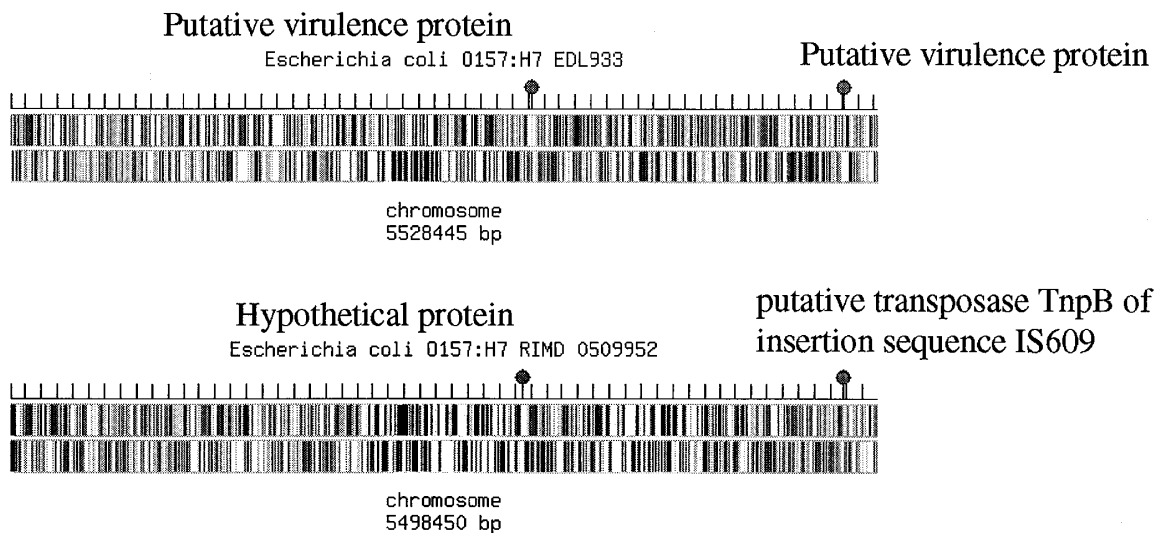 Putative virulence protein
Escherichia coli O157:H7 EDL933
Putative virulence protein
chromosome
5528445 bp
Hypothetical protein
Escherichia coli O157:H7 RIMD 0509952
putative transposase TnpB of
insertion sequence IS609
chromosome
5498450 bp